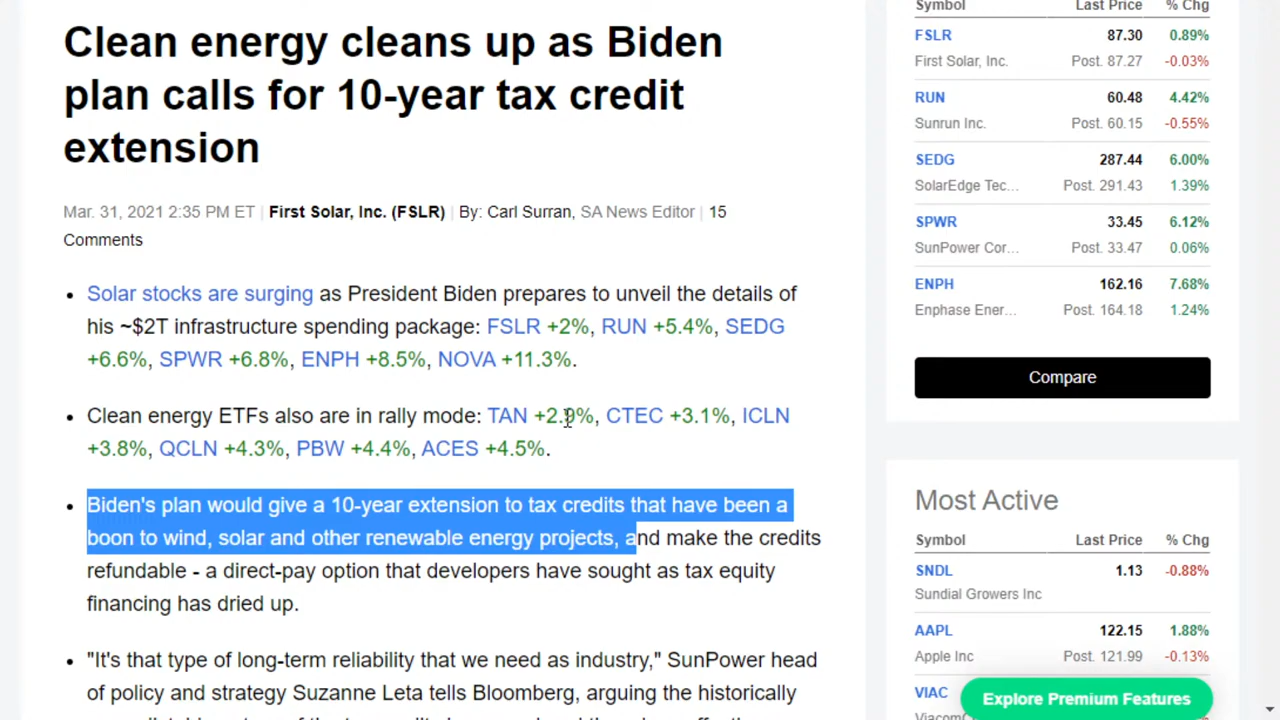 Clean energy cleans up as Biden
plan calls for 10-year tax credit
extension
Mar. 31, 2021 2:35 PM ET | First Solar, Inc. (FSLR) | By: Carl Surran, SA News Editor | 15
Comments
• Solar stocks are surging as President Biden prepares to unveil the details of
his ~$2T infrastructure spending package: FSLR +2%, RUN +5.4%, SEDG
+6.6%, SPWR +6.8%, ENPH +8.5%, NOVA +11.3%.
• Clean energy ETFs also are in rally mode: TAN +2.9%, CTEC +3.1%, ICLN
+3.8%, QCLN +4.3%, PBW +4.4%, ACES +4.5%.
• Biden's plan would give a 10-year extension to tax credits that have been a
boon to wind, solar and other renewable energy projects, and make the credits
refundable - a direct-pay option that developers have sought as tax equity
financing has dried up.
• "It's that type of long-term reliability that we need as industry," SunPower head
of policy and strategy Suzanne Leta tells Bloomberg, arguing the historically
Symbol Last Price % Chg
FSLR 87.30 0.89%
First Solar, Inc. Post. 87.27 -0.03%
RUN 60.48 4.42%
Sunrun Inc. Post. 60.15 -0.55%
SEDG 287.44 6.00%
SolarEdge Tec... Post. 291.43 1.39%
SPWR 33.45 6.12%
SunPower Cor... Post. 33.47 0.06%
ENPH 162.16 7.68%
Enphase Ener... Post. 164.18 1.24%
Compare
Most Active
Symbol Last Price % Chg
SNDL 1.13 -0.88%
Sundial Growers Inc
AAPL 122.15 1.88%
Apple Inc Post. 121.99 -0.13%
VIAC
Explore Premium Features